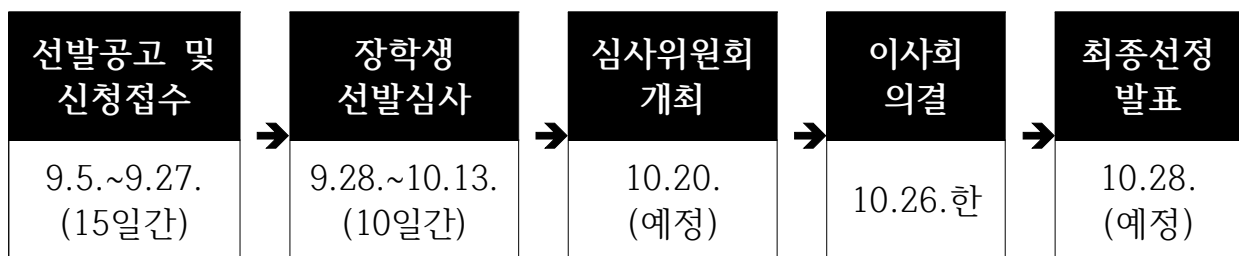 선발공고 및
신청접수
9.5.~9.27.
(15일간)
장학생
선발심사
9.28.~10.13.
(10일간)
심사위원회
개최
10.20.
(예정)
이사회
의결
10.26.한
최종선정
발표
10.28.
(예정)